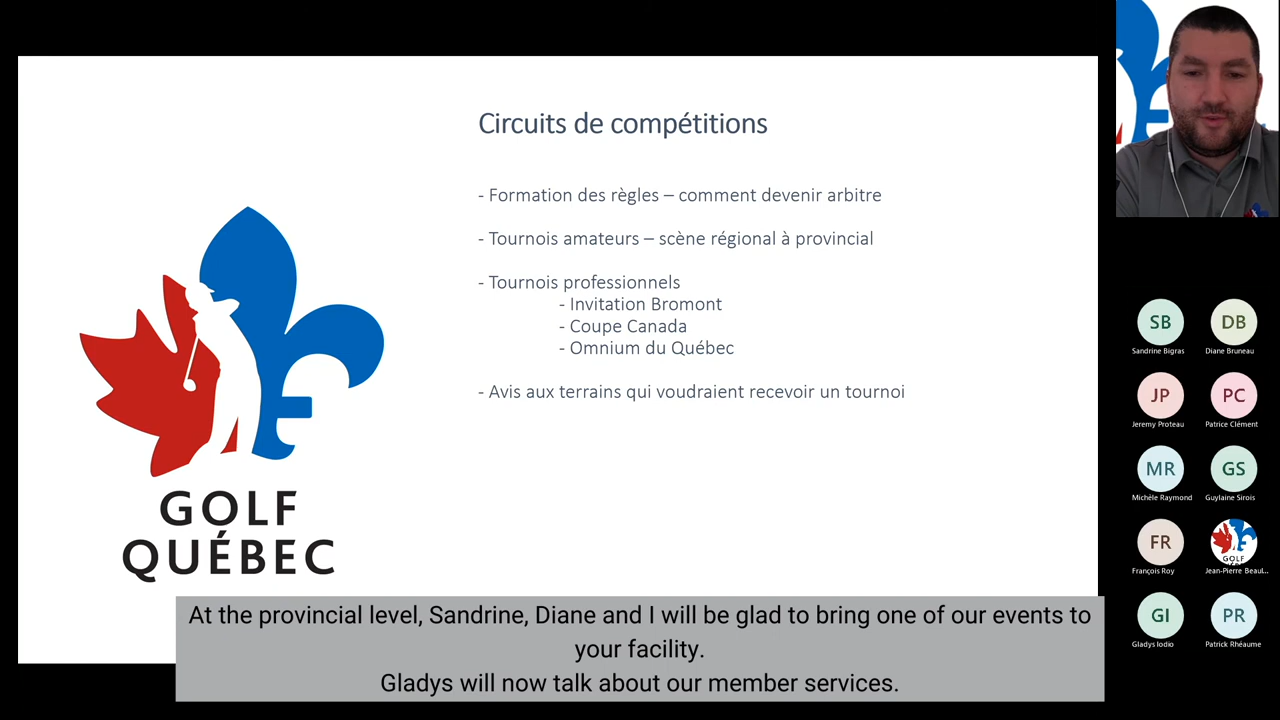 Circuits de compétitions
- Formation des règles – comment devenir arbitre
- Tournois amateurs – scène régional à provincial
- Tournois professionnels
- Invitation Bromont
- Coupe Canada
- Omnium du Québec
- Avis aux terrains qui voudraient recevoir un tournoi
GOLF
QUÉBEC
SB
DB
Sandrine Bigras
Diane Bruneau
JP
PC
Jeremy Proteau
Patrice Clément
MR
GS
Michèle Raymond
Guylaine Sirois
FR
GOLF
François Roy
Jean-Pierre Beaul...
GI
PR
Gladys Iodio
Patrick Rhéaume
At the provincial level, Sandrine, Diane and I will be glad to bring one of our events to
your facility.
Gladys will now talk about our member services.